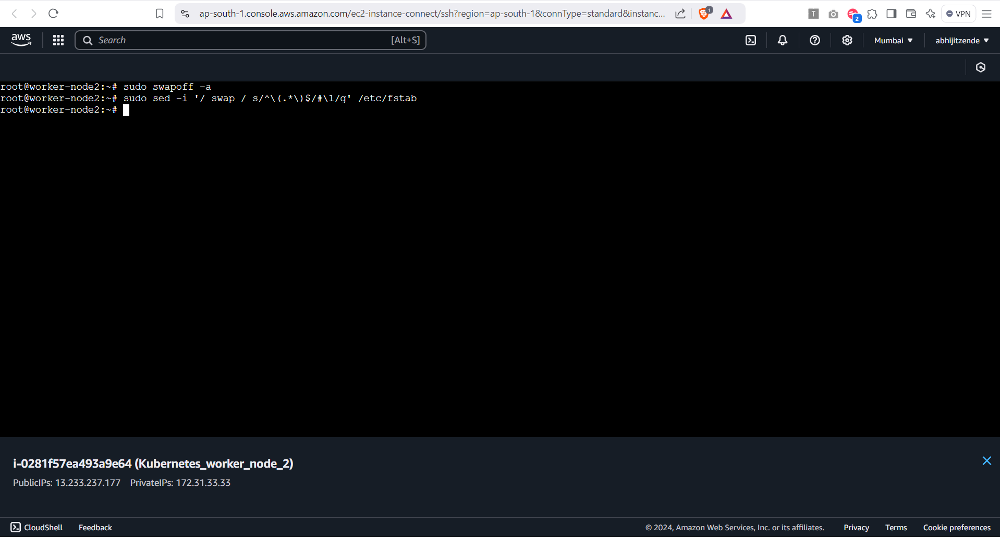 ap-south-1.console.aws.amazon.com/ec2-instance-connect/ssh?region=ap-south-1&connType=standard&instanc...
1
T
2
VPN
aws
Search
[Alt+S]
Mumbai
abhijitzende
root@worker-node2:~# sudo swapoff -a
root@worker-node2:~# sudo sed -i '/ swap / s/^\(.*\)$/#\1/g' /etc/fstab
root@worker-node2:~#
i-0281f57ea493a9e64 (Kubernetes_worker_node_2)
PublicIPs: 13.233.237.177 PrivateIPs: 172.31.33.33
CloudShell Feedback © 2024, Amazon Web Services, Inc. or its affiliates. Privacy Terms Cookie preferences